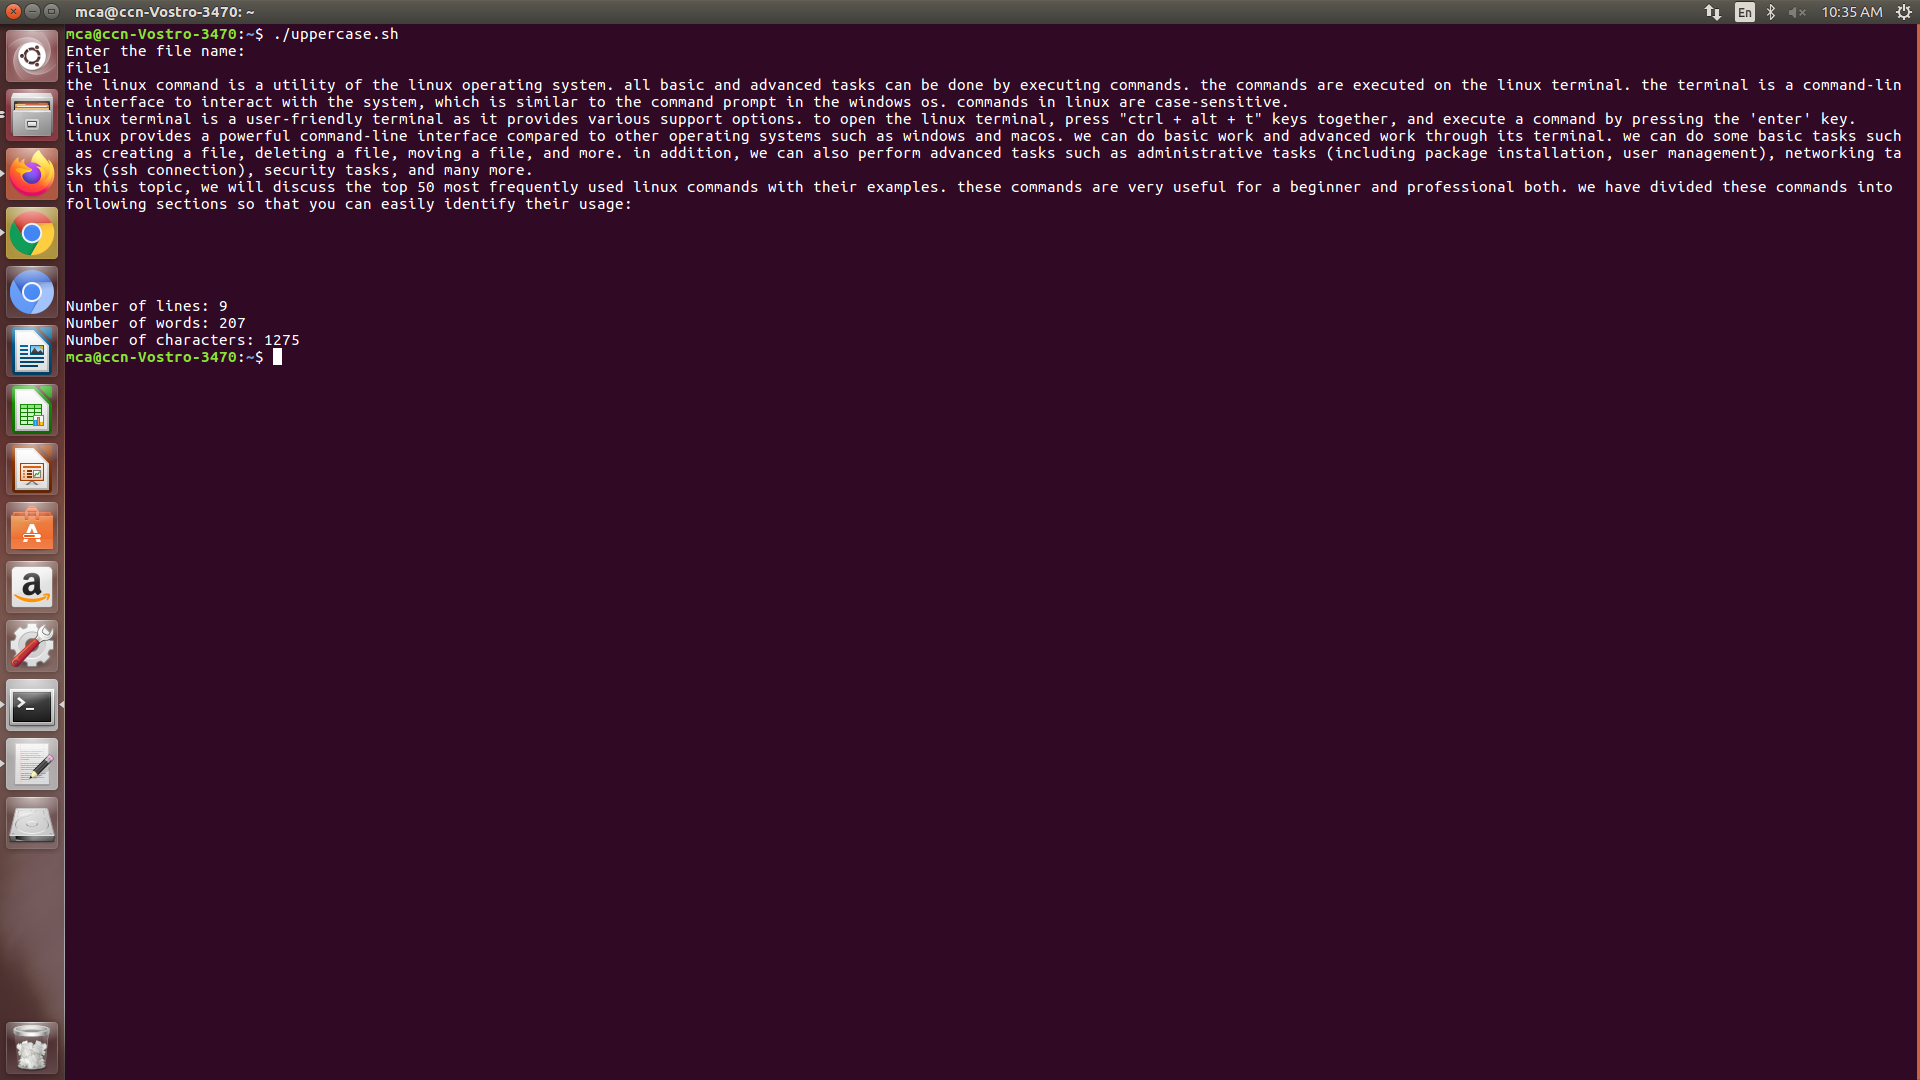 mca@ccn-Vostro-3470: ~
En
10:35 AM
mca@ccn-Vostro-3470:~$ ./uppercase.sh
Enter the file name:
file1
the linux command is a utility of the linux operating system. all basic and advanced tasks can be done by executing commands. the commands are executed on the linux terminal. the terminal is a command-lin
e interface to interact with the system, which is similar to the command prompt in the windows os. commands in linux are case-sensitive.
linux terminal is a user-friendly terminal as it provides various support options. to open the linux terminal, press "ctrl + alt + t" keys together, and execute a command by pressing the 'enter' key.
linux provides a powerful command-line interface compared to other operating systems such as windows and macos. we can do basic work and advanced work through its terminal. we can do some basic tasks such
as creating a file, deleting a file, moving a file, and more. in addition, we can also perform advanced tasks such as administrative tasks (including package installation, user management), networking ta
sks (ssh connection), security tasks, and many more.
in this topic, we will discuss the top 50 most frequently used linux commands with their examples. these commands are very useful for a beginner and professional both. we have divided these commands into
following sections so that you can easily identify their usage:
Number of lines: 9
Number of words: 207
Number of characters: 1275
mca@ccn-Vostro-3470:~$